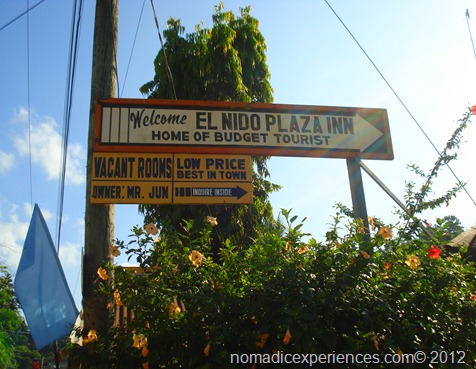 Welcome EL NIDO PLAZA INN
HOME OF BUDGET TOURIST
VACANT ROOMS
OWNER: MR. JUN
LOW PRICE
BEST IN TOWN
INQUIRE INSIDE
nomadicexperiences.com© 2012